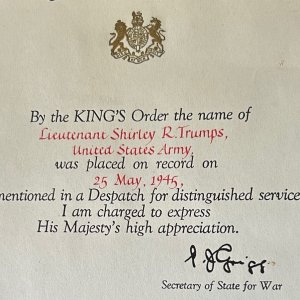 By the KING'S Order the name of
Lieutenant Shirley R. Trumps,
United States Army,
was placed on record on
25 May, 1945,
mentioned in a Despatch for distinguished service
I am charged to express
His Majesty's high appreciation.
Secretary of State for War